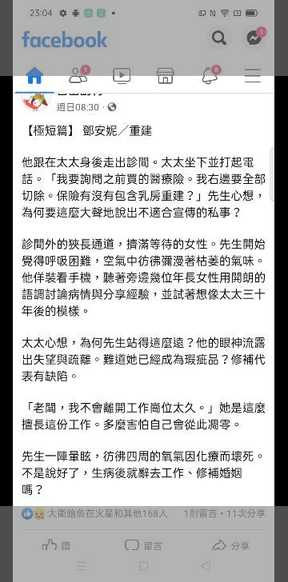 23:04
facebook
週日08:30
【極短篇】 鄧安妮／重建
他跟在太太身後走出診間。太太坐下並打起電
話。「我要詢問之前買的醫療險。我右邊要全部
切除。保險有沒有包含乳房重建？」先生心想，
為何要這麼大聲地說出不適合宣傳的私事？
診間外的狹長通道，擠滿等待的女性。先生開始
覺得呼吸困難，空氣中彷彿瀰漫著枯萎的氣味。
他佯裝看手機，聽著旁邊幾位年長女性用開朗的
語調討論病情與分享經驗，並試著想像太太三十
年後的模樣。
太太心想，為何先生站得這麼遠？他的眼神流露
出失望與疏離。難道她已經成為瑕疵品？修補代
表有缺陷。
「老闆，我不會離開工作崗位太久。」她是這麼
擅長這份工作。多麼害怕自己會從此凋零。
先生一陣暈眩，彷彿四周的氧氣因化療而壞死。
不是說好了，生病後就辭去工作、修補婚姻
嗎？
大衛鮑魚在火星和其他168人
1則留言・11次分享
讚 留言 分享